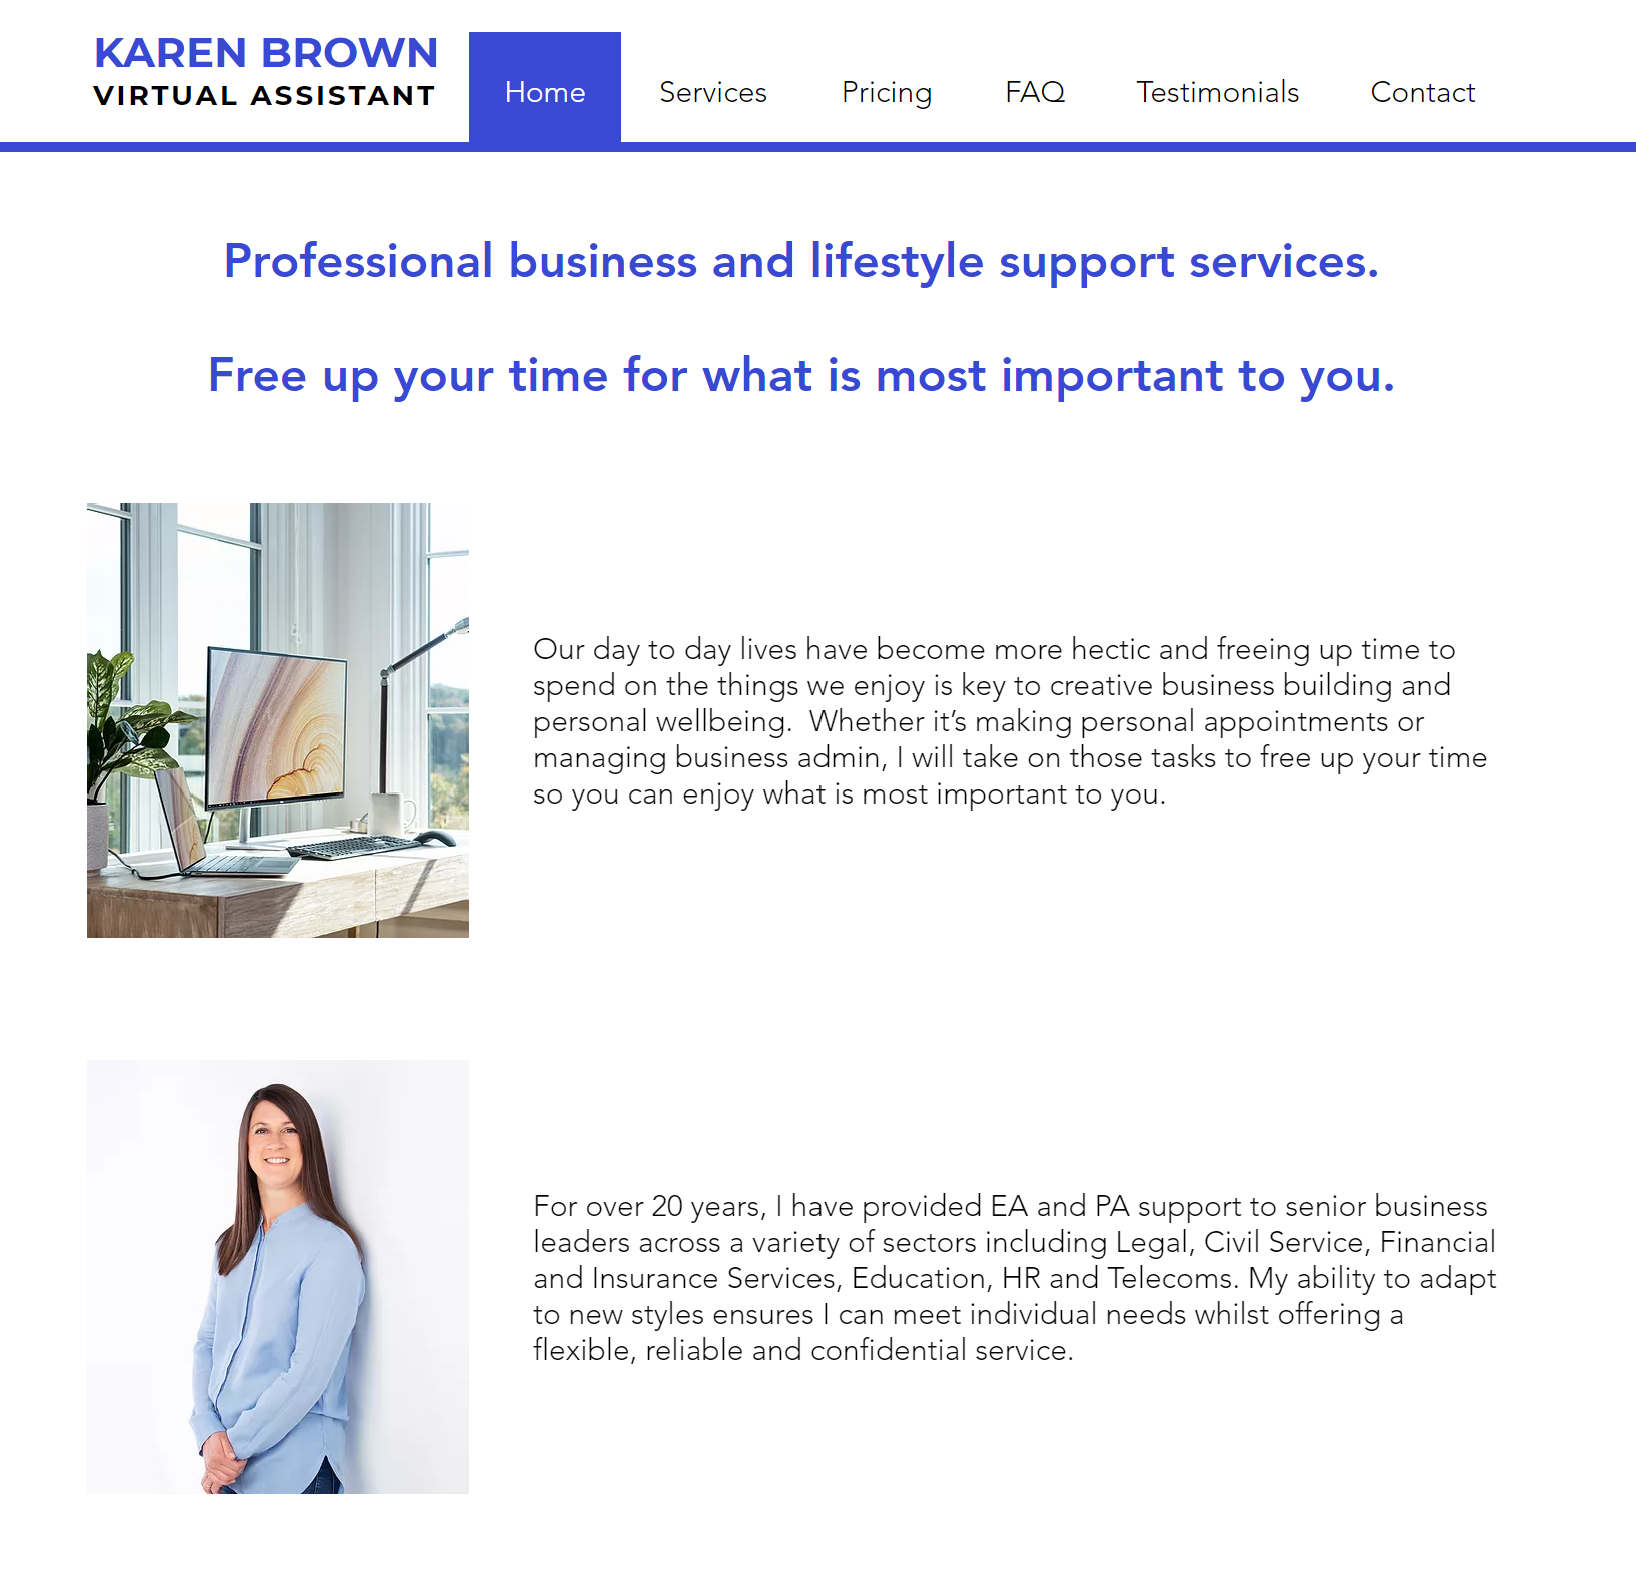 KAREN BROWN
VIRTUAL ASSISTANT
Home Services Pricing FAQ Testimonials Contact
Professional business and lifestyle support services.
Free up your time for what is most important to you.
Our day to day lives have become more hectic and freeing up time to
spend on the things we enjoy is key to creative business building and
personal wellbeing.  Whether it’s making personal appointments or
managing business admin, I will take on those tasks to free up your time
so you can enjoy what is most important to you.
For over 20 years, I have provided EA and PA support to senior business
leaders across a variety of sectors including Legal, Civil Service, Financial
and Insurance Services, Education, HR and Telecoms. My ability to adapt
to new styles ensures I can meet individual needs whilst offering a
flexible, reliable and confidential service.